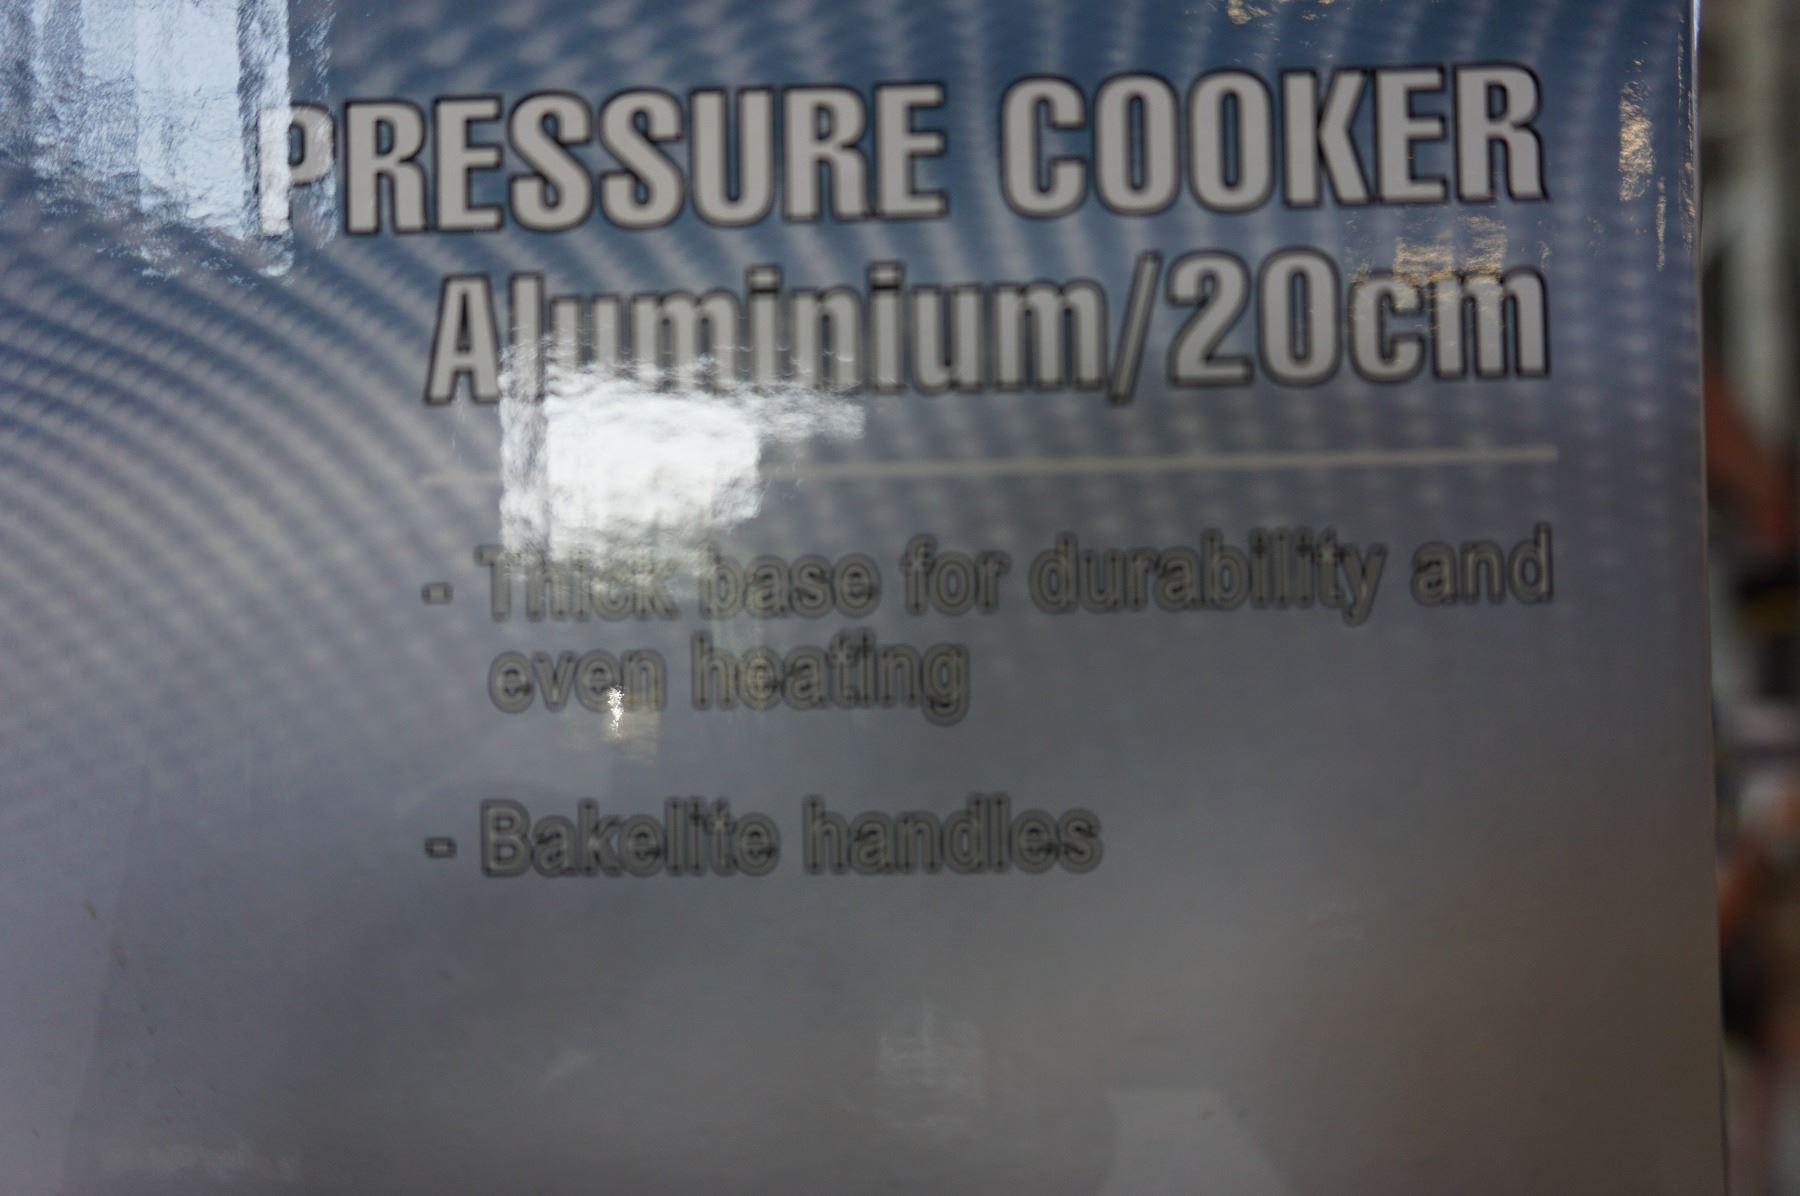 PRESSURE COOKER
Aluminium/20cm
- Thick base for durability and
even heating
- Bakelite handles